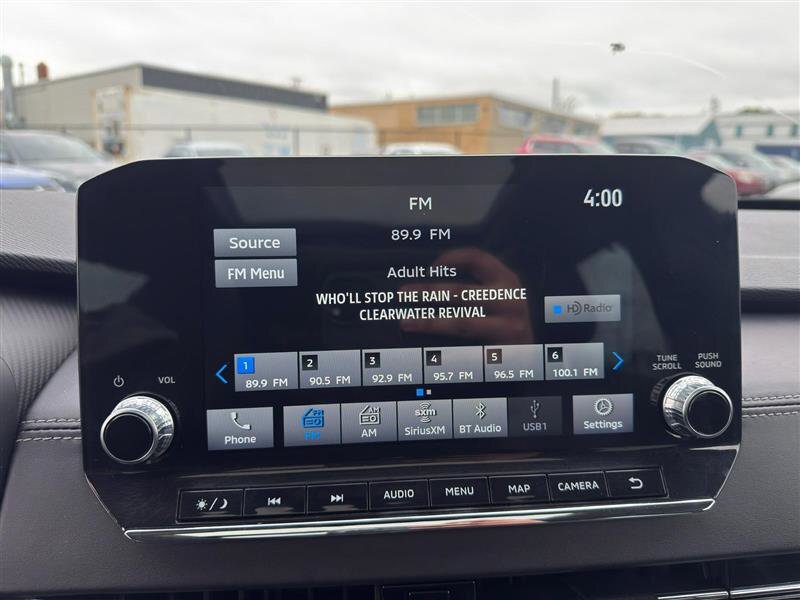 FM
4:00
89.9 FM
Source
FM Menu
Adult Hits
WHO'LL STOP THE RAIN - CREEDENCE
CLEARWATER REVIVAL
HD Radio
1
89.9 FM
2
90.5 FM
3
92.9 FM
4
95.7 FM
5
96.5 FM
6
100.1 FM
VOL
TUNE
SCROLL
PUSH
SOUND
Phone
FM
FM
AM
AM
sxm
SiriusXM
BT Audio
USB1
Settings
AUDIO
MENU
MAP
CAMERA